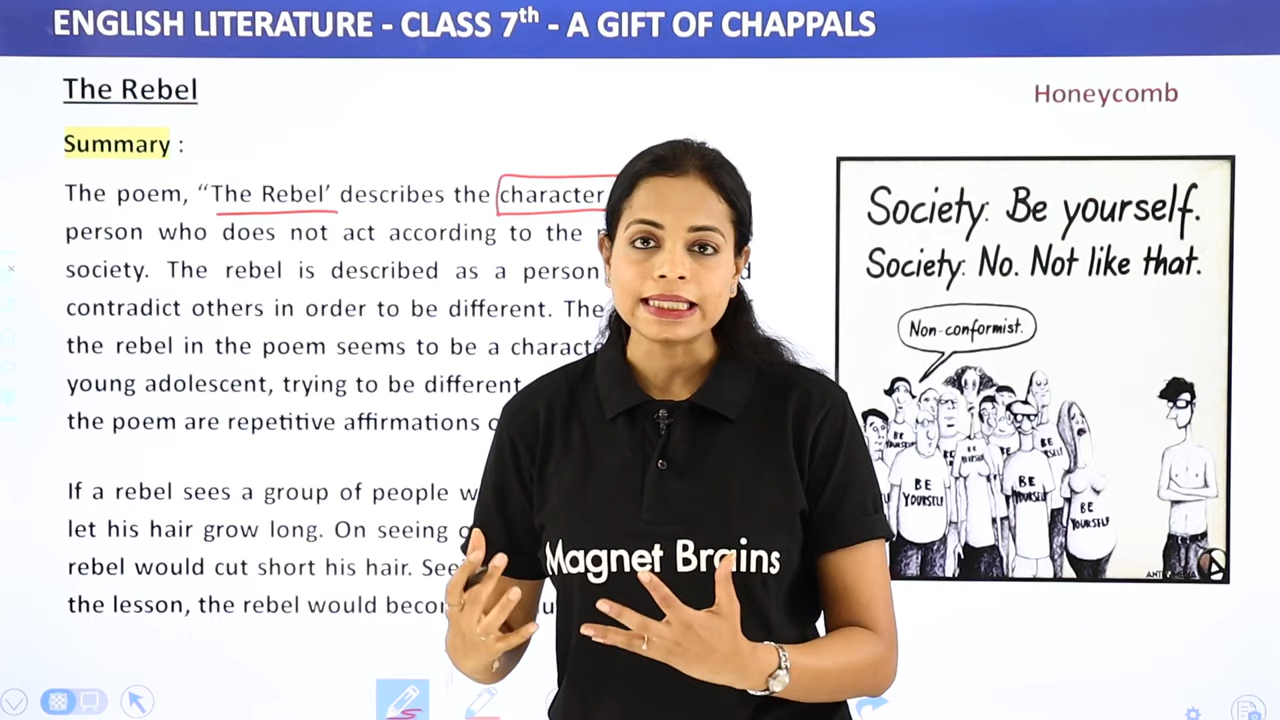 ENGLISH LITERATURE - CLASS 7th - A GIFT OF CHAPPALS
The Rebel
Honeycomb
Summary :
The poem, “The Rebel’ describes the character
person who does not act according to the
society. The rebel is described as a person
contradict others in order to be different. The
the rebel in the poem seems to be a
young adolescent, trying to be different
the poem are repetitive affirmations
If a rebel sees a group of people
let his hair grow long. On seeing
rebel would cut short his hair.
the lesson, the rebel would
Society: Be yourself.
Society: No. Not like that.
Non-conformist.
BE
YOURSELF
BE
YOURSELF
BE
YOURSELF
Magnet Brains